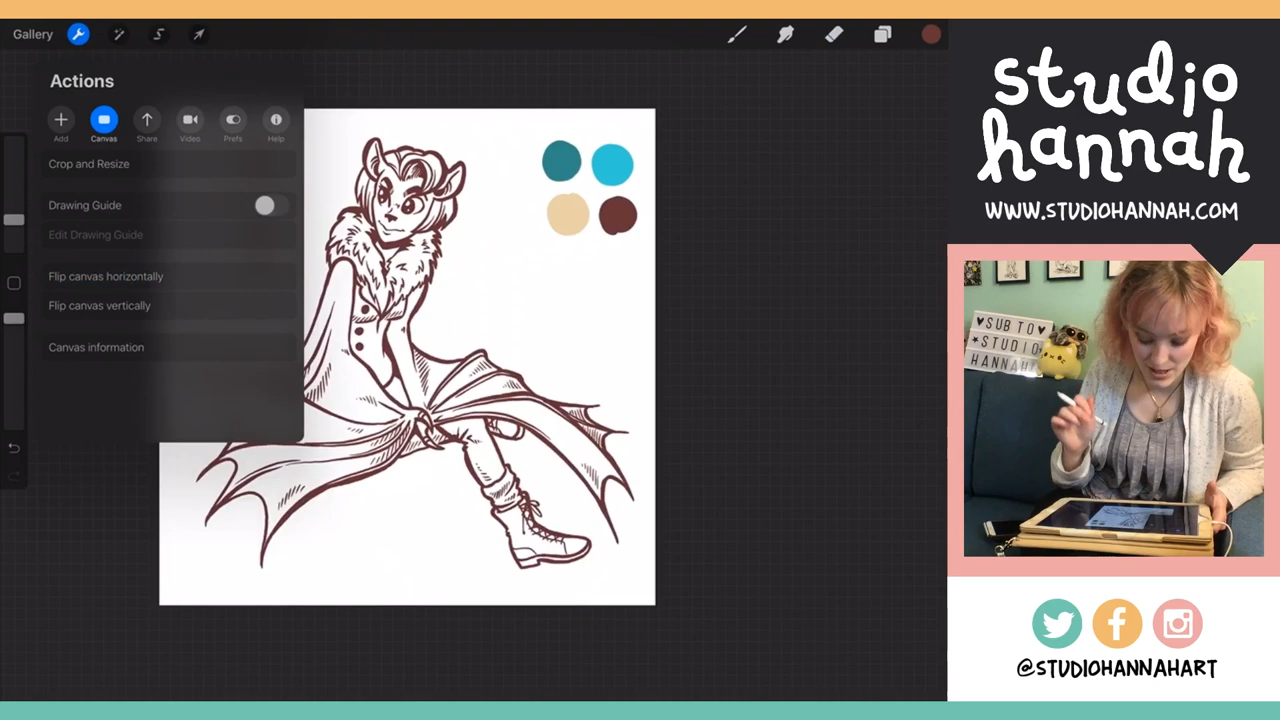 Gallery
Actions
Add
Canvas
Share
Video
Prefs
Help
Crop and Resize
Drawing Guide
Edit Drawing Guide
Flip canvas horizontally
Flip canvas vertically
Canvas information
studio
hannah
WWW.STUDIOHANNAH.COM
♥SUB TO♥
★STUDIO
HANNAH
@STUDIOHANNAHART